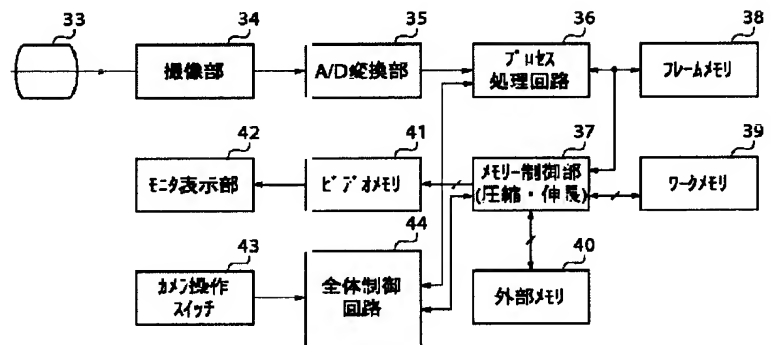 33
34
35
36
38
撮像部
A/D変換部
プロセス
処理回路
フレームメモリ
42
41
37
39
モニタ表示部
ビデオメモリ
メモリー制御部
(圧縮・伸長)
ワークメモリ
43
44
40
カメラ操作
スイッチ
全体制御
回路
外部メモリ